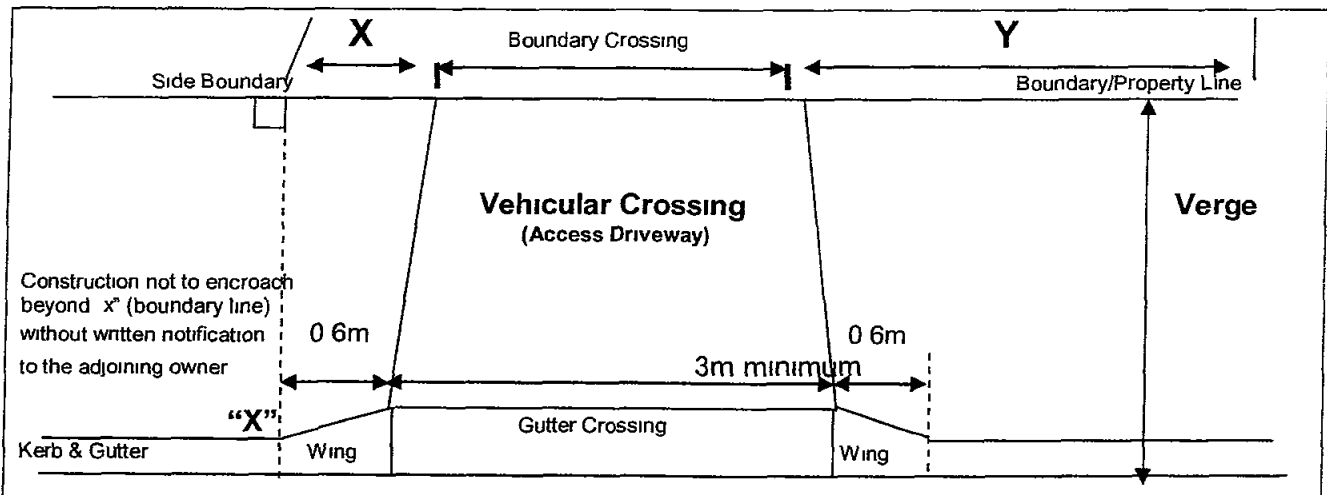 X
Boundary Crossing
Y
Side Boundary
Boundary/Property Line
Vehicular Crossing
(Access Driveway)
Verge
Construction not to encroach
beyond x" (boundary line)
without written notification
to the adjoining owner
0 6m
0 6m
3m minimum
"X"
Kerb & Gutter
Wing
Gutter Crossing
Wing